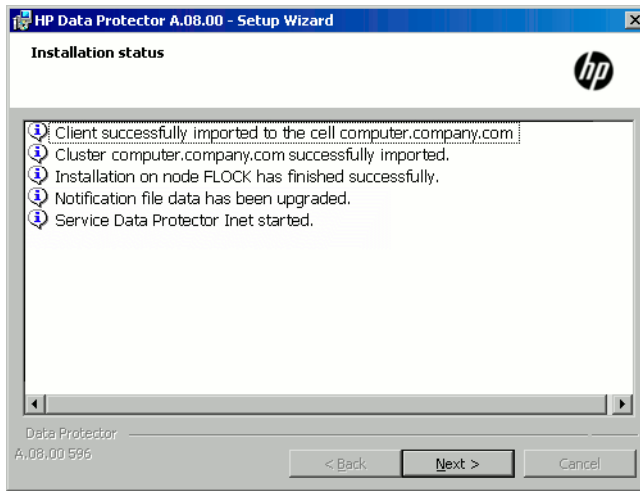 HP Data Protector A.08.00 - Setup Wizard
Installation status
hp
Client successfully imported to the cell computer.company.com
Cluster computer.company.com successfully imported.
Installation on node FLOCK has finished successfully.
Notification file data has been upgraded.
Service Data Protector Inet started.
Data Protector
A.08.00 596
< Back
Next >
Cancel